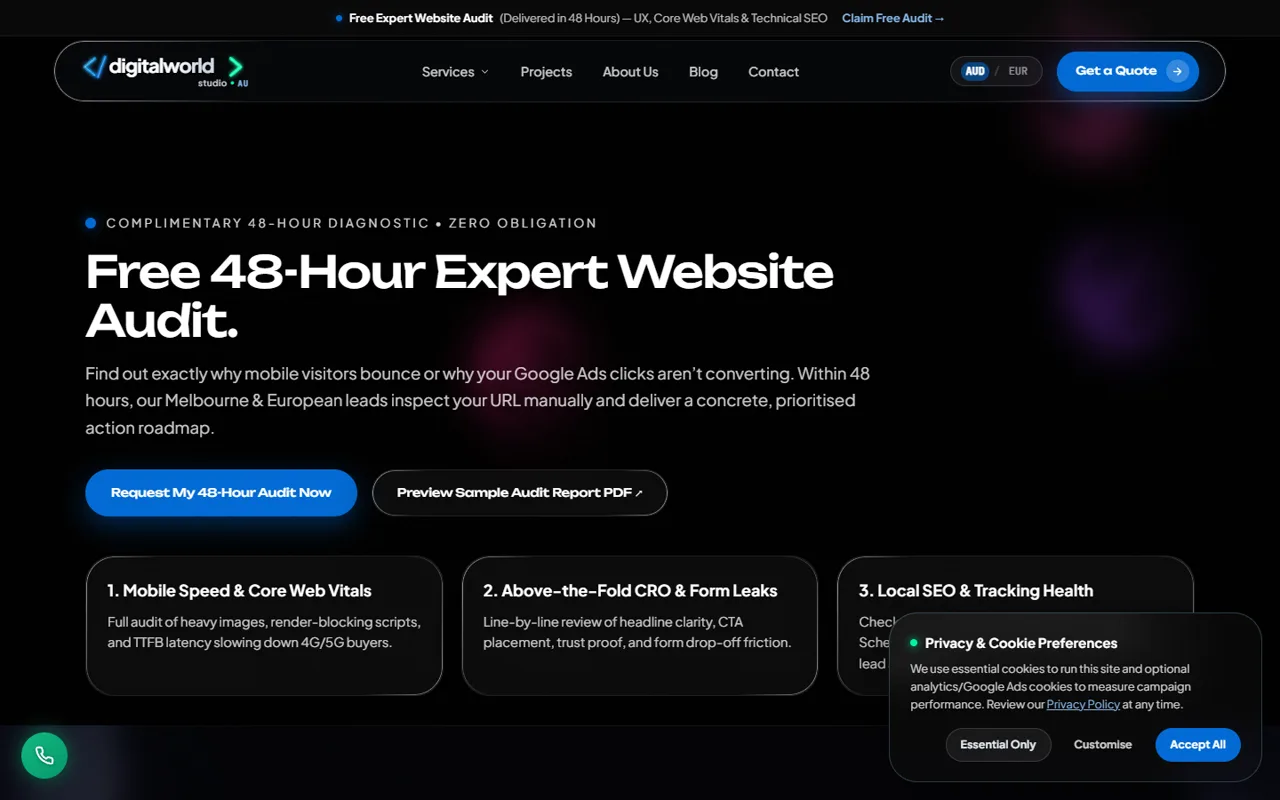 Free Expert Website Audit (Delivered in 48 Hours) — UX, Core Web Vitals & Technical SEO Claim Free Audit →
</digitalworld>
studio • AU
Services Projects About Us Blog Contact
AUD / EUR
Get a Quote →
COMPLIMENTARY 48-HOUR DIAGNOSTIC • ZERO OBLIGATION
Free 48-Hour Expert Website
Audit.
Find out exactly why mobile visitors bounce or why your Google Ads clicks aren't converting. Within 48
hours, our Melbourne & European leads inspect your URL manually and deliver a concrete, prioritised
action roadmap.
Request My 48-Hour Audit Now
Preview Sample Audit Report PDF ↗
1. Mobile Speed & Core Web Vitals
Full audit of heavy images, render-blocking scripts,
and TTFB latency slowing down 4G/5G buyers.
2. Above-the-Fold CRO & Form Leaks
Line-by-line review of headline clarity, CTA
placement, trust proof, and form drop-off friction.
3. Local SEO & Tracking Health
lead
Privacy & Cookie Preferences
We use essential cookies to run this site and optional
analytics/Google Ads cookies to measure campaign
performance. Review our Privacy Policy at any time.
Essential Only
Customise
Accept All